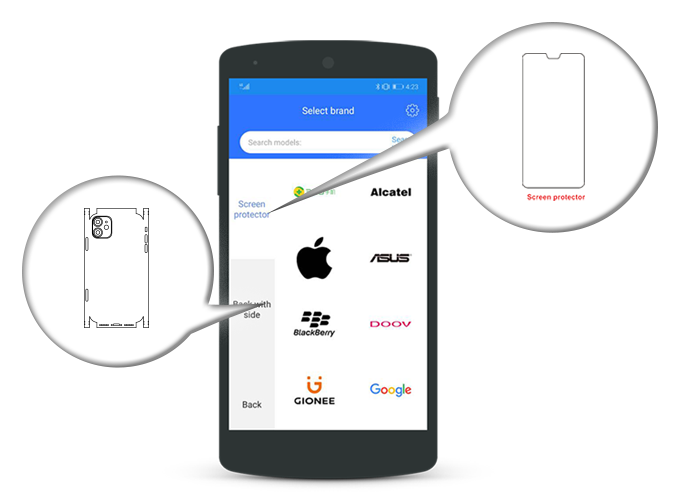 4:23
Select brand
Search models:
Screen
protector
Alcatel
ASUS
Back with
side
BlackBerry
DOOV
Back
GIONEE
Google
Screen protector